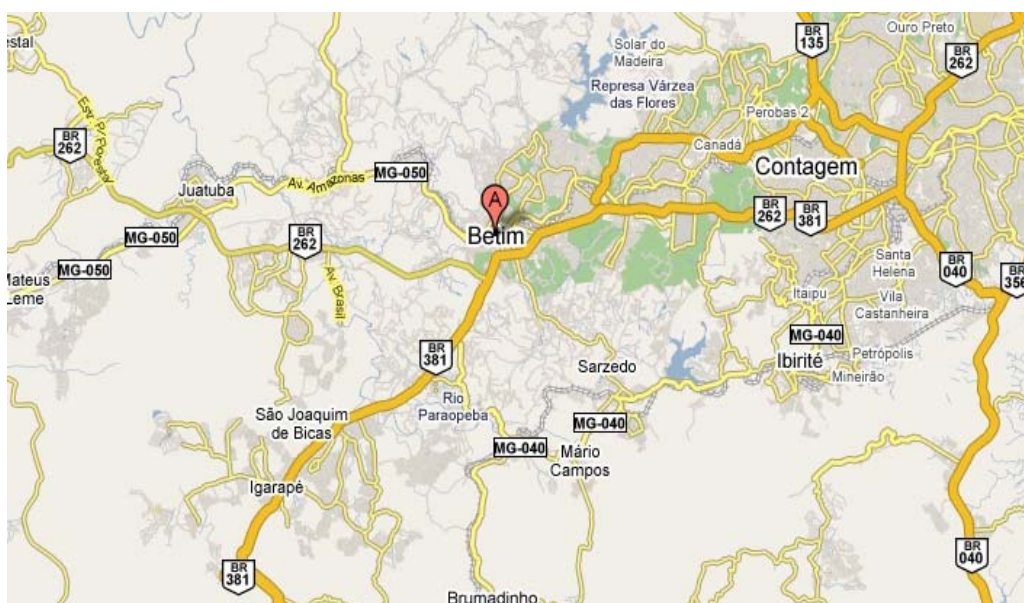 estal
BR
262
Juatuba
Av. Amazonas
MG-050
MG-050
MG-050
Mateus
Leme
BR
262
Av. Brasil
A
Betim
Solar do
Madeira
Represa Várzea
das Flores
BR
135
Ouro Preto
BR
262
Perobas 2
Canadá
Contagem
BR
262
BR
381
Santa
Helena
BR
040
BR
356
Itaipu
Vila
Castanheira
MG-040
Ibirité
Petrópolis
Mineirão
BR
381
Sarzedo
Rio
Paraopeba
São Joaquim
de Bicas
MG-040
MG-040
Mário
Campos
Igarapé
BR
381
BR
040
Brumadinho